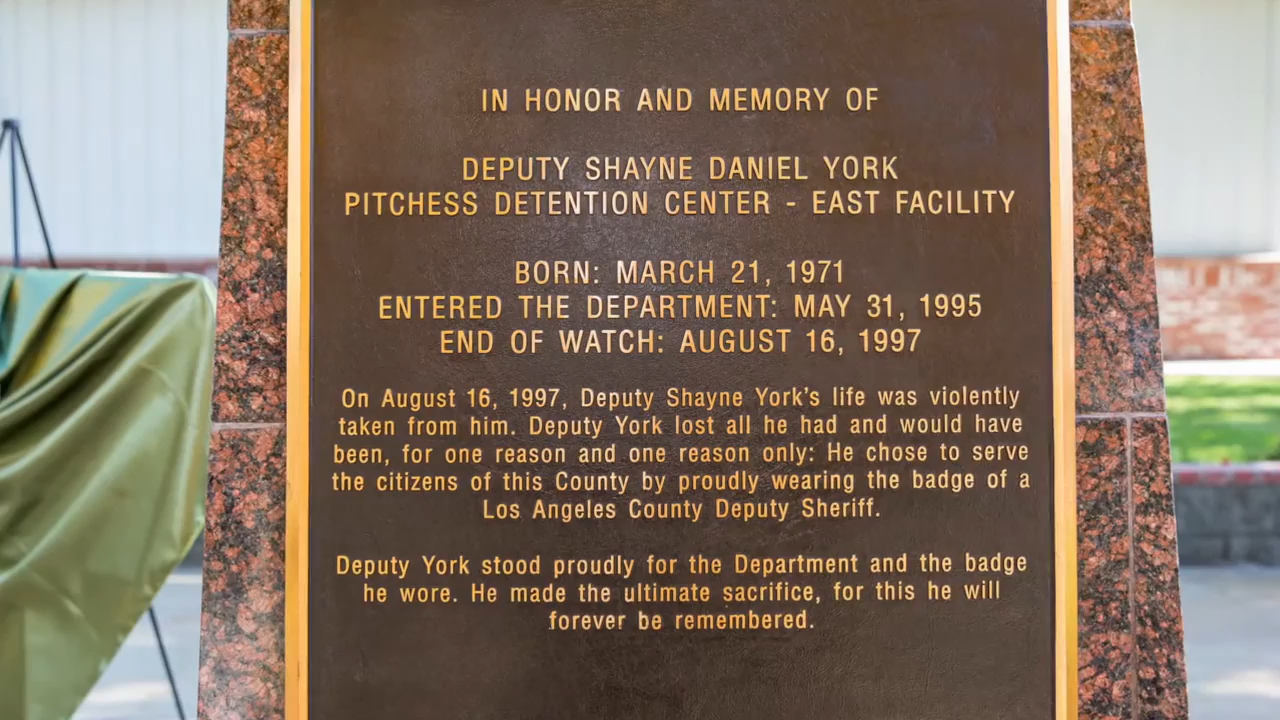 IN HONOR AND MEMORY OF
DEPUTY SHAYNE DANIEL YORK
PITCHESS DETENTION CENTER - EAST FACILITY
BORN: MARCH 21, 1971
ENTERED THE DEPARTMENT: MAY 31, 1995
END OF WATCH: AUGUST 16, 1997
On August 16, 1997, Deputy Shayne York's life was violently
taken from him. Deputy York lost all he had and would have
been, for one reason and one reason only: He chose to serve
the citizens of this County by proudly wearing the badge of a
Los Angeles County Deputy Sheriff.
Deputy York stood proudly for the Department and the badge
he wore. He made the ultimate sacrifice, for this he will
forever be remembered.